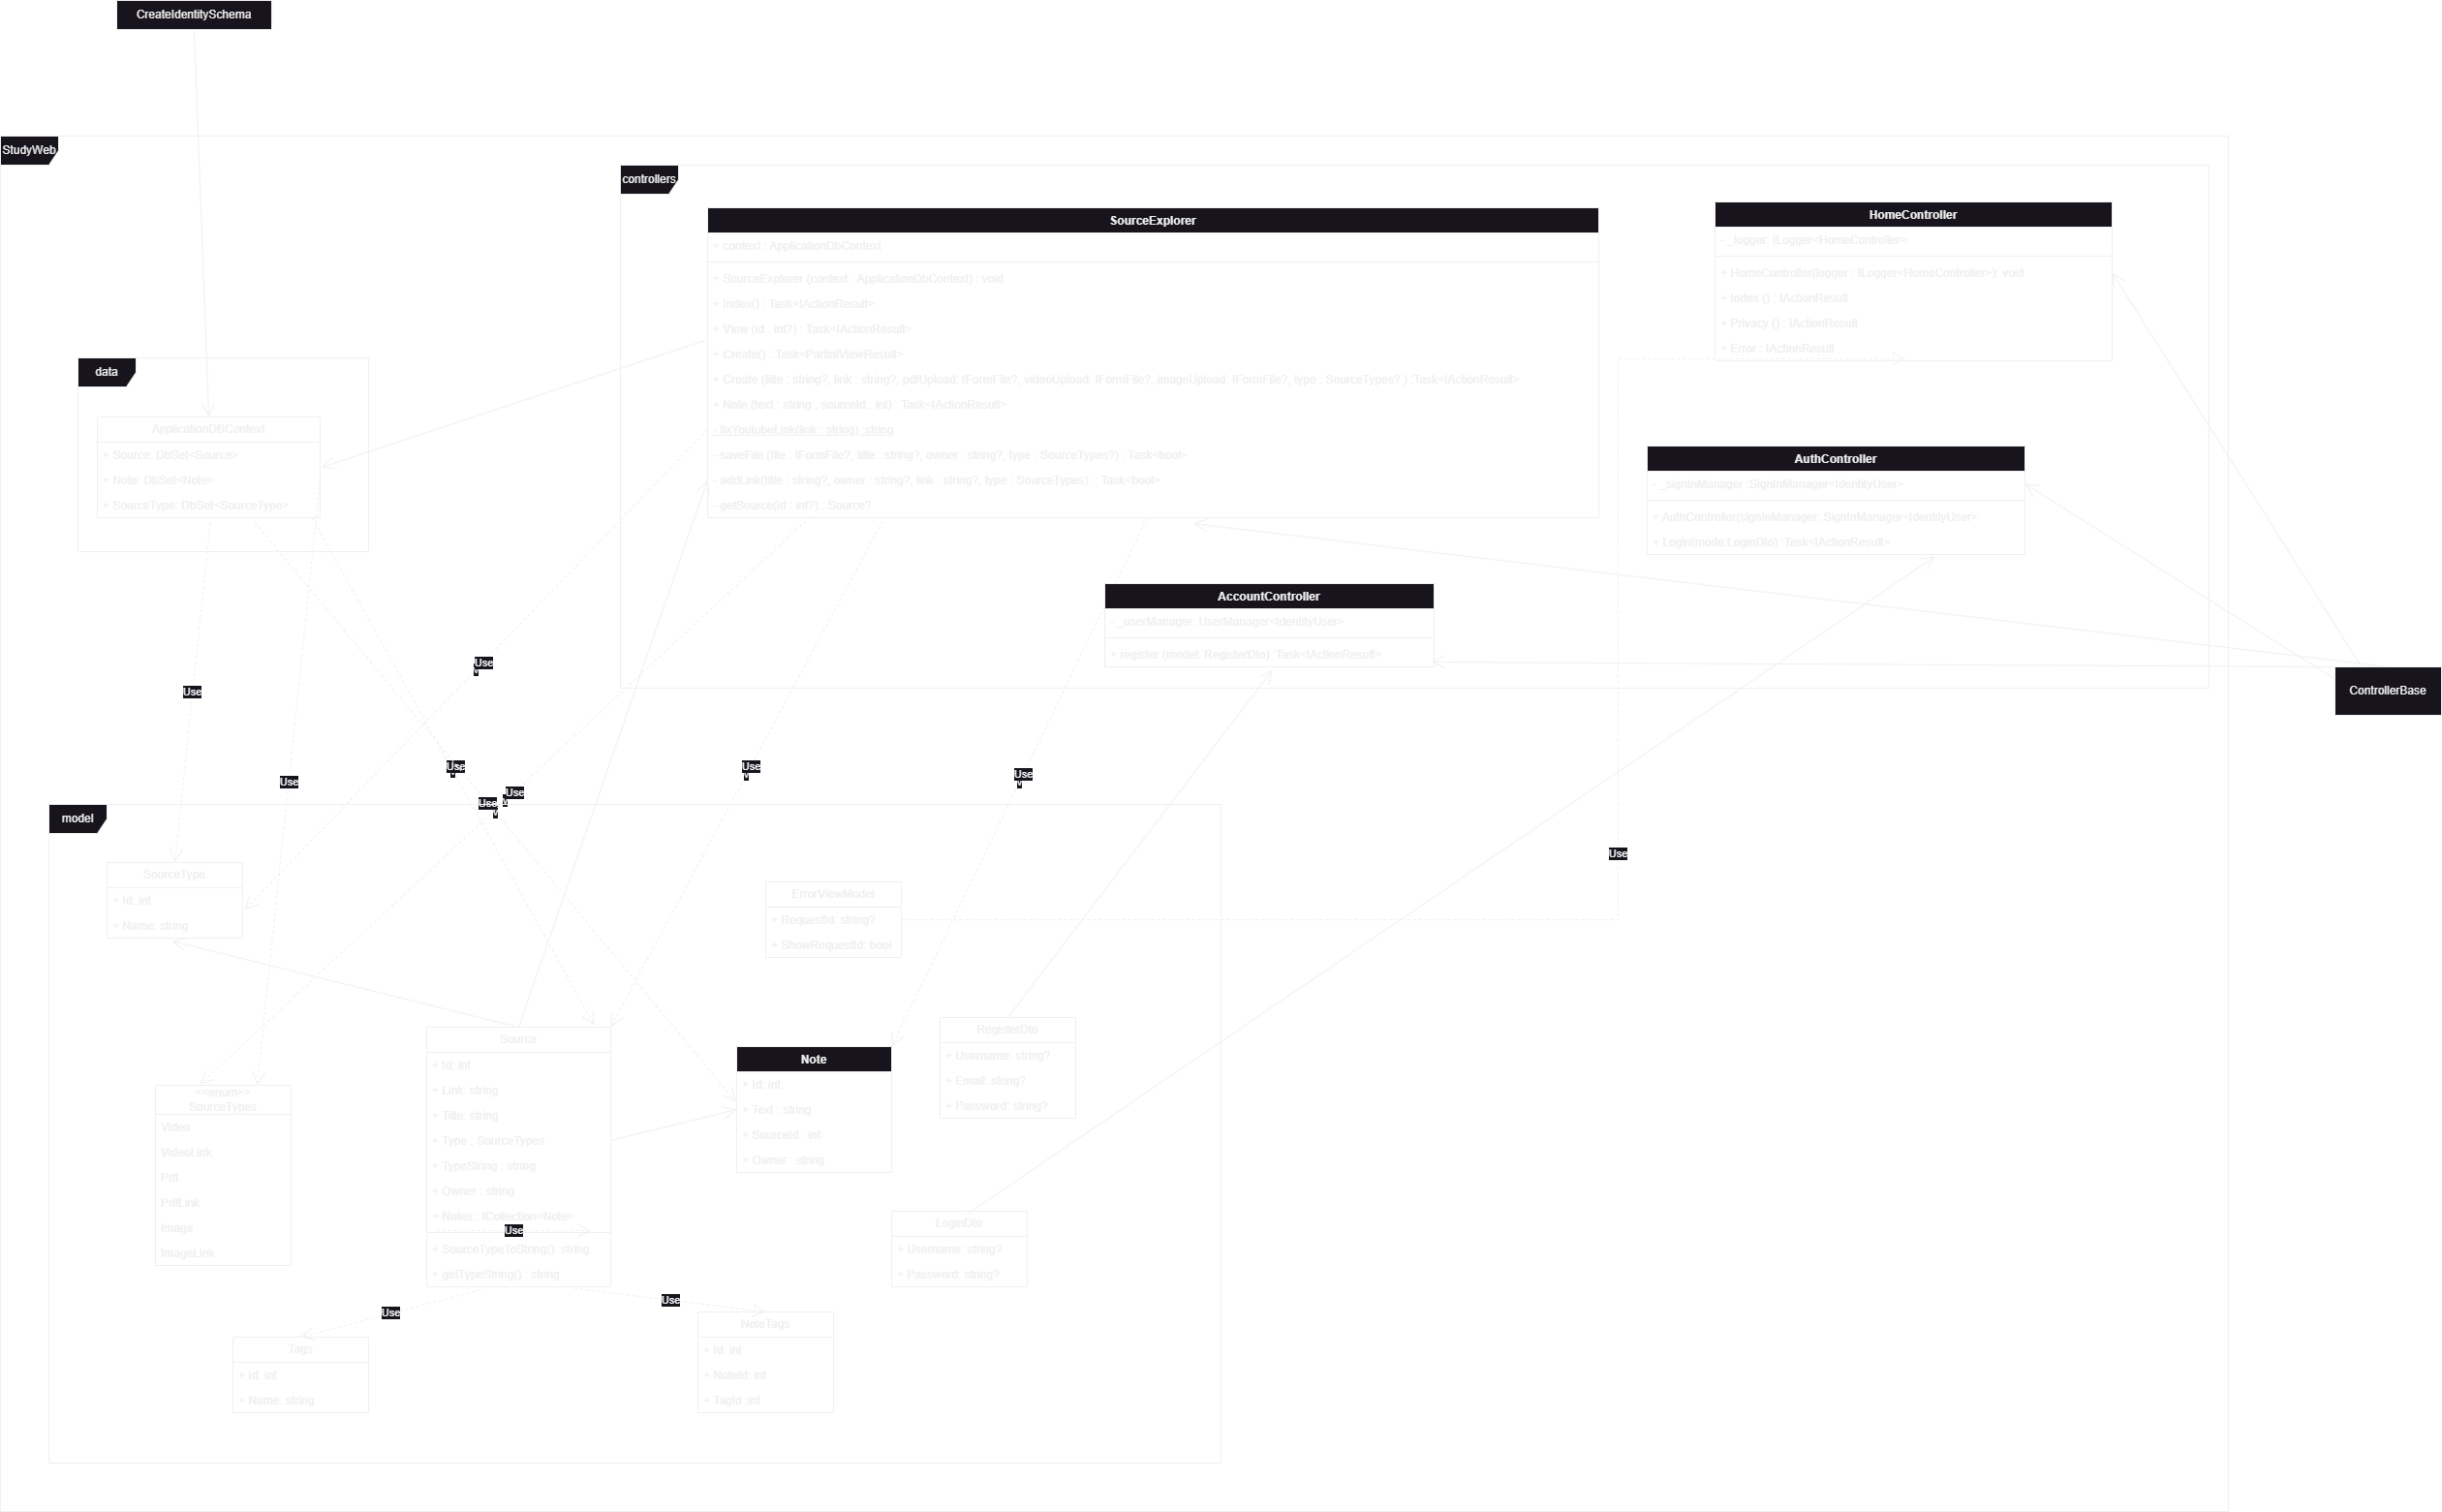 CreateIdentitySchema
StudyWeb
controllers
SourceExplorer
+ context : ApplicationDbContext
+ SourceExplorer (context : ApplicationDbContext) : void
+ Index() : Task<IActionResult>
+ View (id : int?) : Task<IActionResult>
+ Create() : Task<PartialViewResult>
+ Create (title : string?, link : string?, pdfUpload: IFormFile?, videoUpload: IFormFile?, imageUpload: IFormFile?, type : SourceTypes? ) :Task<IActionResult>
+ Note (text : string , sourceId : int) : Task<IActionResult>
- fixYoutubeLink(link : string) :string
- saveFile (file : IFormFile?, title : string?, owner : string?, type : SourceTypes?) : Task<bool>
- addLink(title : string?, owner : string?, link : string?, type : SourceTypes) : Task<bool>
- getSource(id : int?) : Source?
HomeController
- _logger: ILogger<HomeController>
+ HomeController(logger : ILogger<HomeController>): void
+ Index () : IActionResult
+ Privacy () : IActionResult
+ Error : IActionResult
data
ApplicationDBContext
+ Source: DbSet<Source>
+ Note: DbSet<Note>
+ SourceType: DbSet<SourceType>
AuthController
- _signInManager :SignInManager<IdentityUser>
+ AuthController(signInManager: SignInManager<IdentityUser>
+ Login(mode:LoginDto) :Task<IActionResult>
AccountController
- _userManager: UserManager<IdentityUser>
+ register (model: RegisterDto) :Task<IActionResult>
ControllerBase
Use
Use
Use
Use
Use
Use
Use
Use
Use
Use
model
SourceType
+ Id: int
+ Name: string
ErrorViewModel
+ RequestId: string?
+ ShowRequestId: bool
<<enum>>
SourceTypes
Video
VideoLink
Pdf
PdfLink
Image
ImageLink
Source
+ Id: int
+ Link: string
+ Title: string
+ Type : SourceTypes
+ TypeString : string
+ Owner : string
+ Notes : ICollection<Note>
Use
+ SourceTypeToString() :string
+ getTypeString() : string
Note
+ Id: int
+ Text : string
+ SourceId : int
+ Owner : string
RegisterDto
+ Username: string?
+ Email: string?
+ Password: string?
LoginDto
+ Username: string?
+ Password: string?
Use
Use
Tags
+ Id: int
+ Name: string
NoteTags
+ Id: int
+ NoteId: int
+ TagId :int